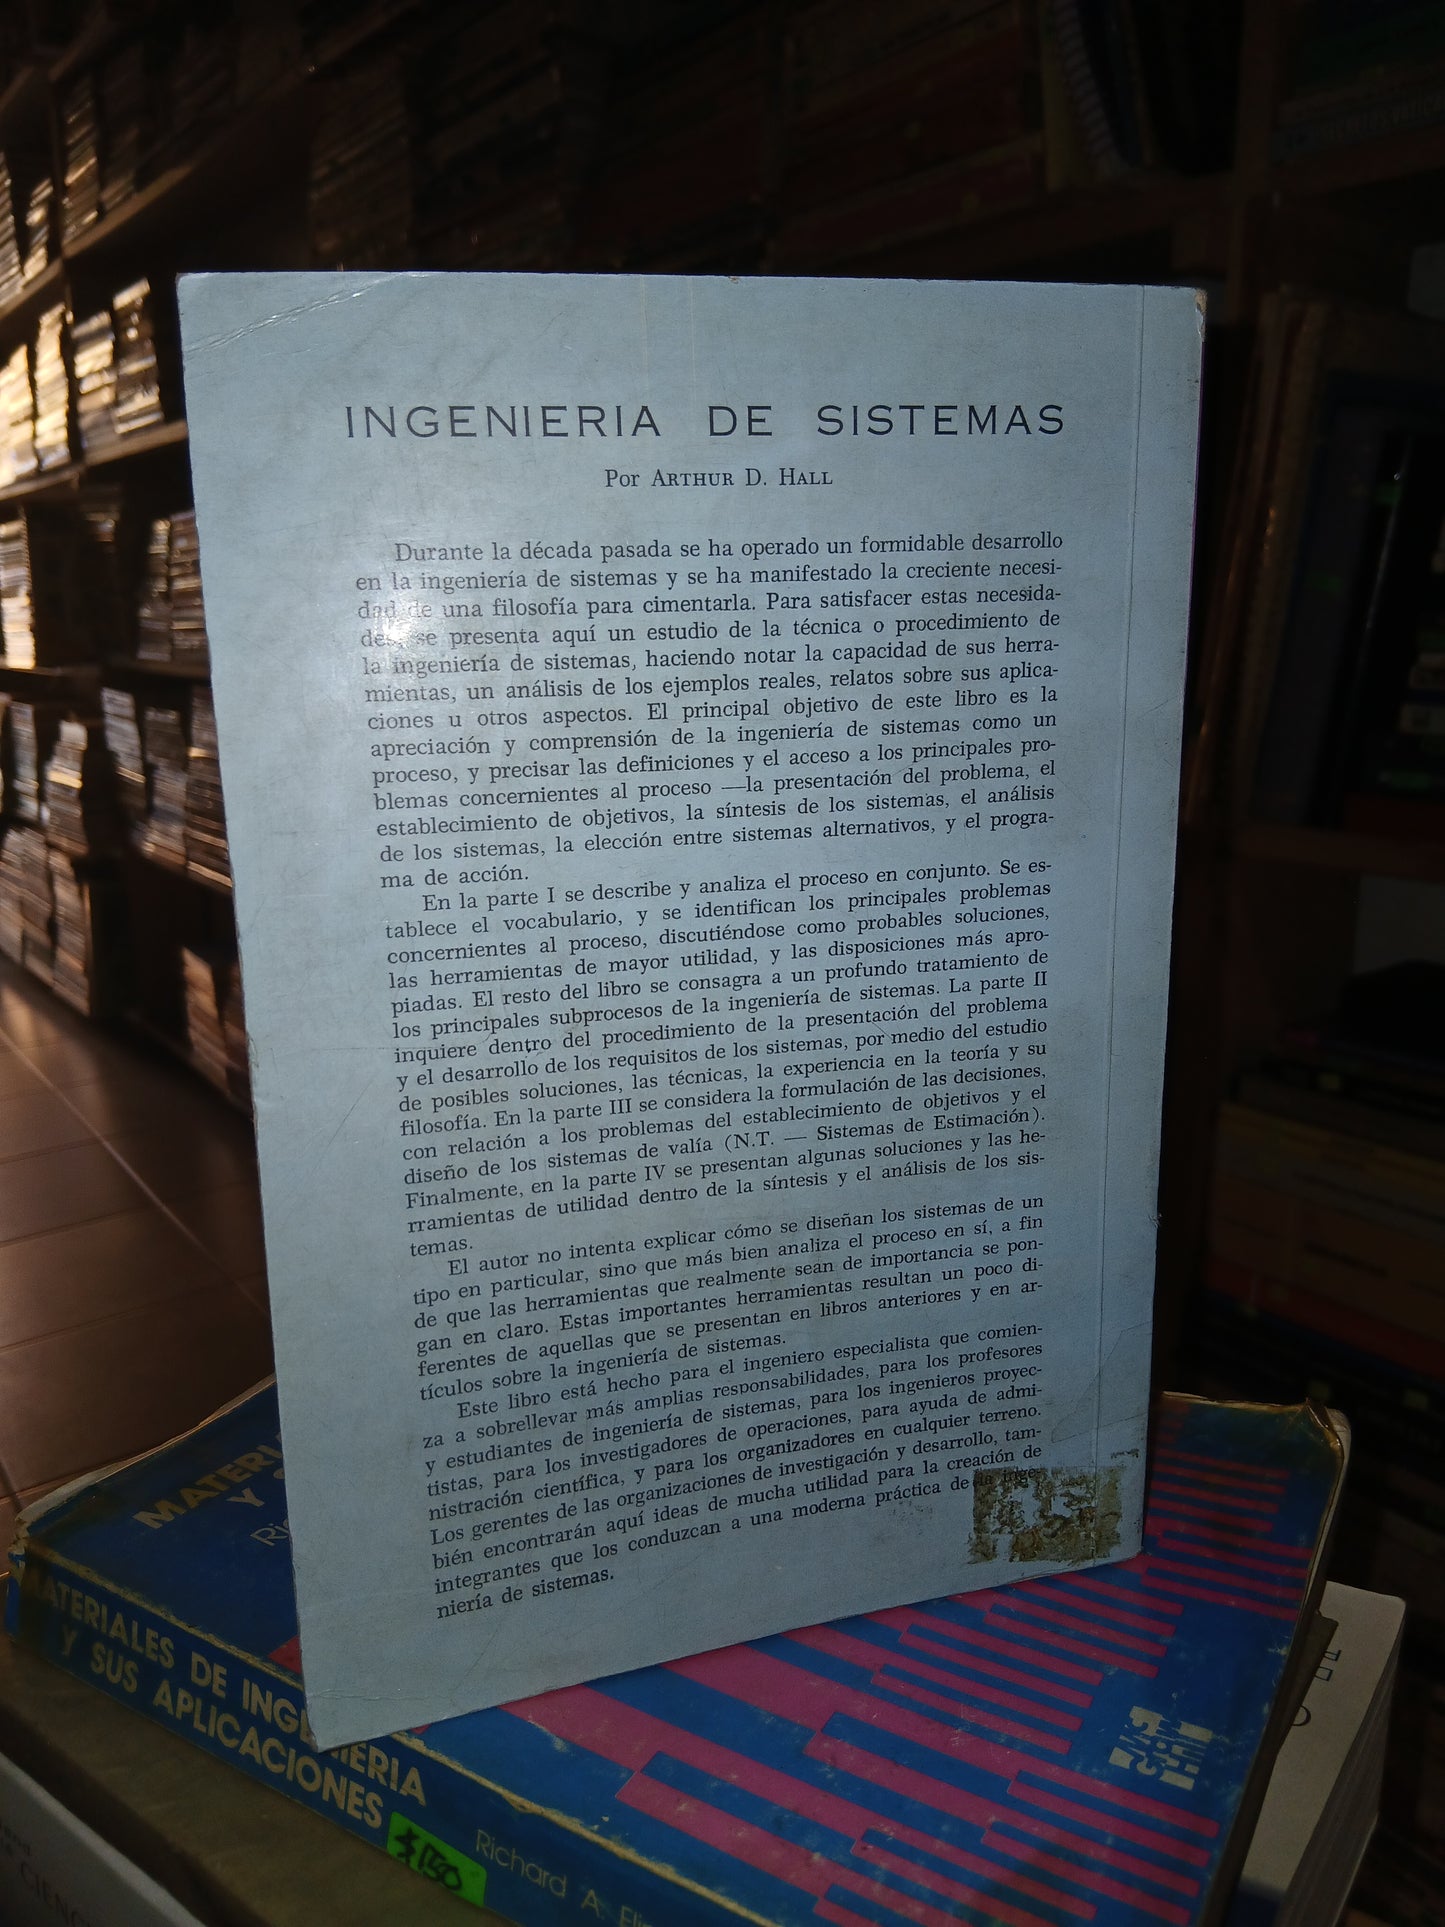 INGENIERIA DE SISTEMAS
Por ARTHUR D. HALL
Durante la década pasada se ha operado un formidable desarrollo
en la ingeniería de sistemas y se ha manifestado la creciente necesi-
dad de una filosofía para cimentarla. Para satisfacer estas necesida-
des, se presenta aquí un estudio de la técnica o procedimiento de
la ingeniería de sistemas, haciendo notar la capacidad de sus herra-
mientas, un análisis de los ejemplos reales, relatos sobre sus aplica-
ciones u otros aspectos. El principal objetivo de este libro es la
apreciación y comprensión de la ingeniería de sistemas como un
proceso, y precisar las definiciones y el acceso a los principales pro-
blemas concernientes al proceso —la presentación del problema, el
establecimiento de objetivos, la síntesis de los sistemas, el análisis
de los sistemas, la elección entre sistemas alternativos, y el progra-
ma de acción.
En la parte I se describe y analiza el proceso en conjunto. Se es-
tablece el vocabulario, y se identifican los principales problemas
concernientes al proceso, discutiéndose como probables soluciones,
las herramientas de mayor utilidad, y las disposiciones más apro-
piadas. El resto del libro se consagra a un profundo tratamiento de
los principales subprocesos de la ingeniería de sistemas. La parte II
inquiere dentro del procedimiento de la presentación del problema
y el desarrollo de los requisitos de los sistemas, por medio del estudio
de posibles soluciones, las técnicas, la experiencia en la teoría y su
filosofía. En la parte III se considera la formulación de las decisiones,
con relación a los problemas del establecimiento de objetivos y el
diseño de los sistemas de valía (N.T. — Sistemas de Estimación).
Finalmente, en la parte IV se presentan algunas soluciones y las he-
rramientas de utilidad dentro de la síntesis y el análisis de los sis-
temas.
El autor no intenta explicar cómo se diseñan los sistemas de un
tipo en particular, sino que más bien analiza el proceso en sí, a fin
de que las herramientas que realmente sean de importancia se pon-
gan en claro. Estas importantes herramientas resultan un poco di-
ferentes de aquellas que se presentan en libros anteriores y en ar-
tículos sobre la ingeniería de sistemas.
Este libro está hecho para el ingeniero especialista que comien-
za a sobrellevar más amplias responsabilidades, para los profesores
y estudiantes de ingeniería de sistemas, para los ingenieros proyec-
tistas, para los investigadores de operaciones, para ayuda de admi-
nistración científica, y para los organizadores en cualquier terreno.
Los gerentes de las organizaciones de investigación y desarrollo, tam-
bién encontrarán aquí ideas de mucha utilidad para la creación de
integrantes que los conduzcan a una moderna práctica de la inge-
niería de sistemas.
Y
MATERIALES DE INGENIERIA
Y SUS APLICACIONES
$150
Richard A.